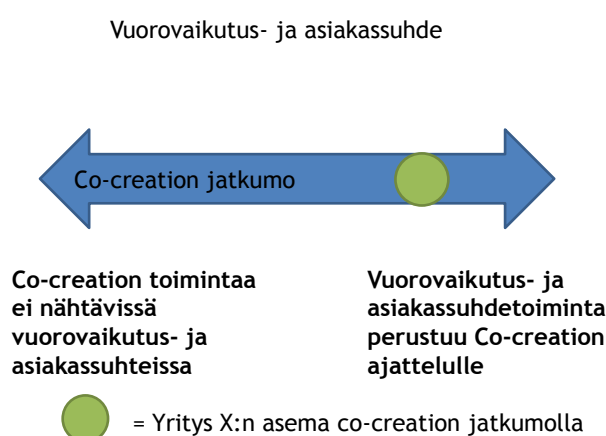 Vuorovaikutus- ja asiakassuhde
Co-creation jatkumo
Co-creation toimintaa
ei nähtävissä
vuorovaikutus- ja
asiakassuhteissa
Vuorovaikutus- ja
asiakassuhdetoiminta
perustuu Co-creation
ajattelulle
= Yritys X:n asema co-creation jatkumolla